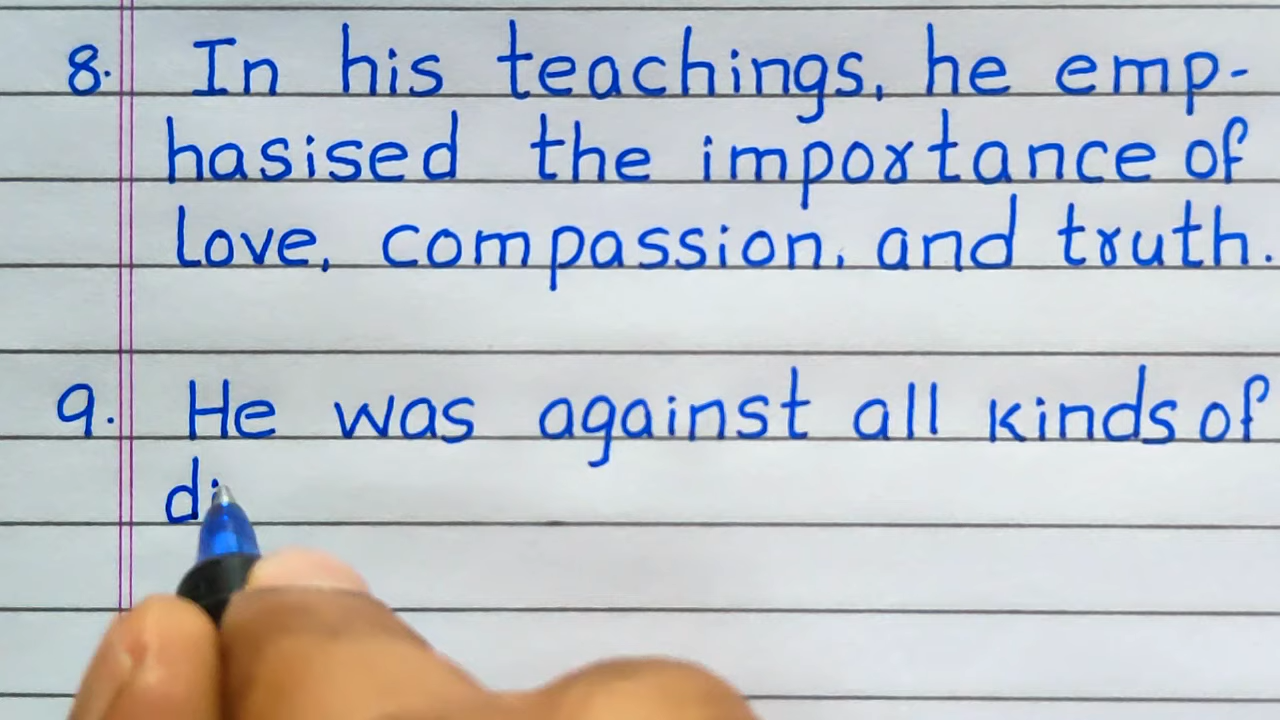 8. In his teachings, he emp-
hasised the importance of
love, compassion, and truth.
9. He was against all kinds of
di